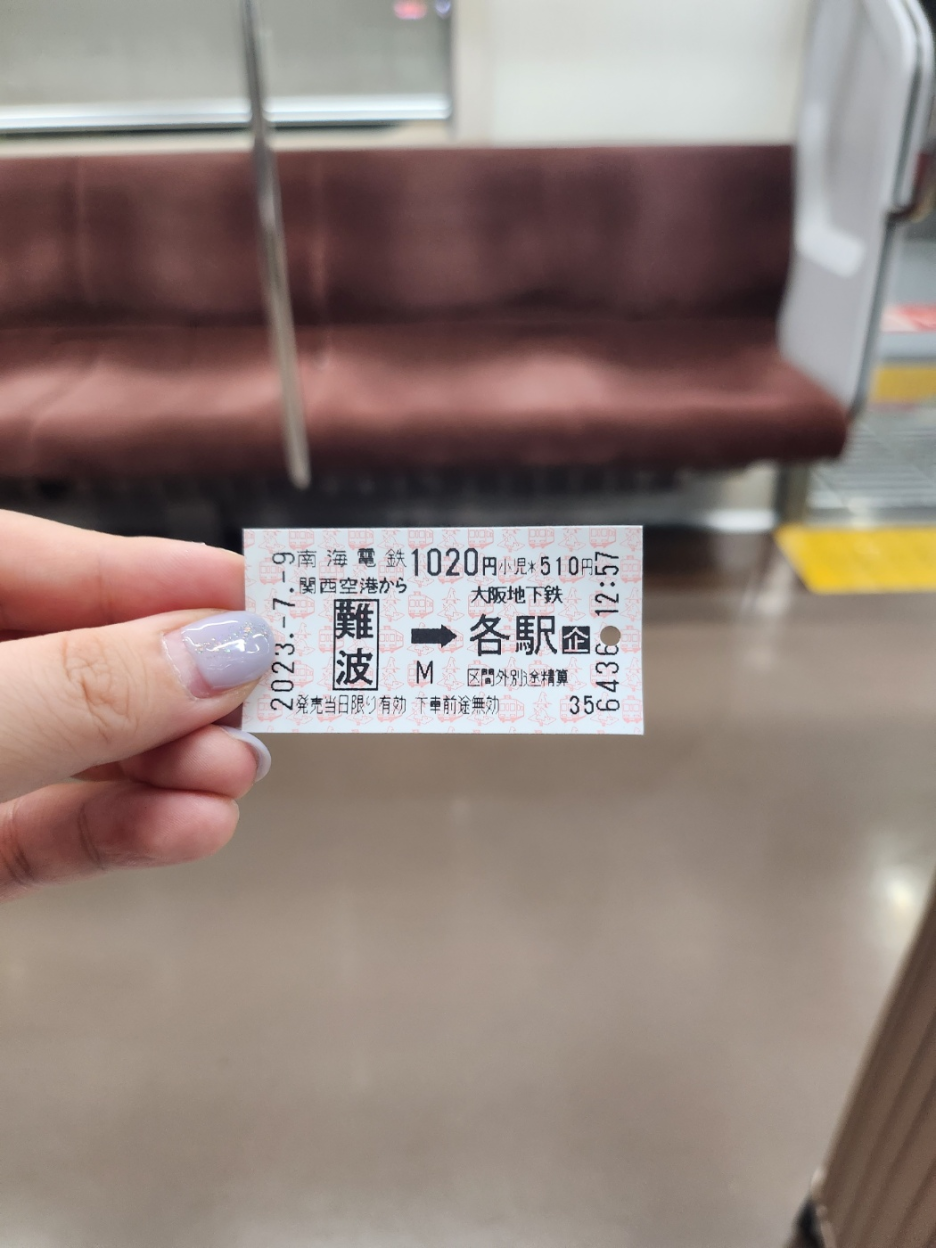 2023.-7.-9
南海電鉄 1020円 小児* 510円
関西空港から
難波
➡
M
大阪地下鉄
各駅 企
区間外別途精算
発売当日限り有効 下車前途無効
35
6436 12:57